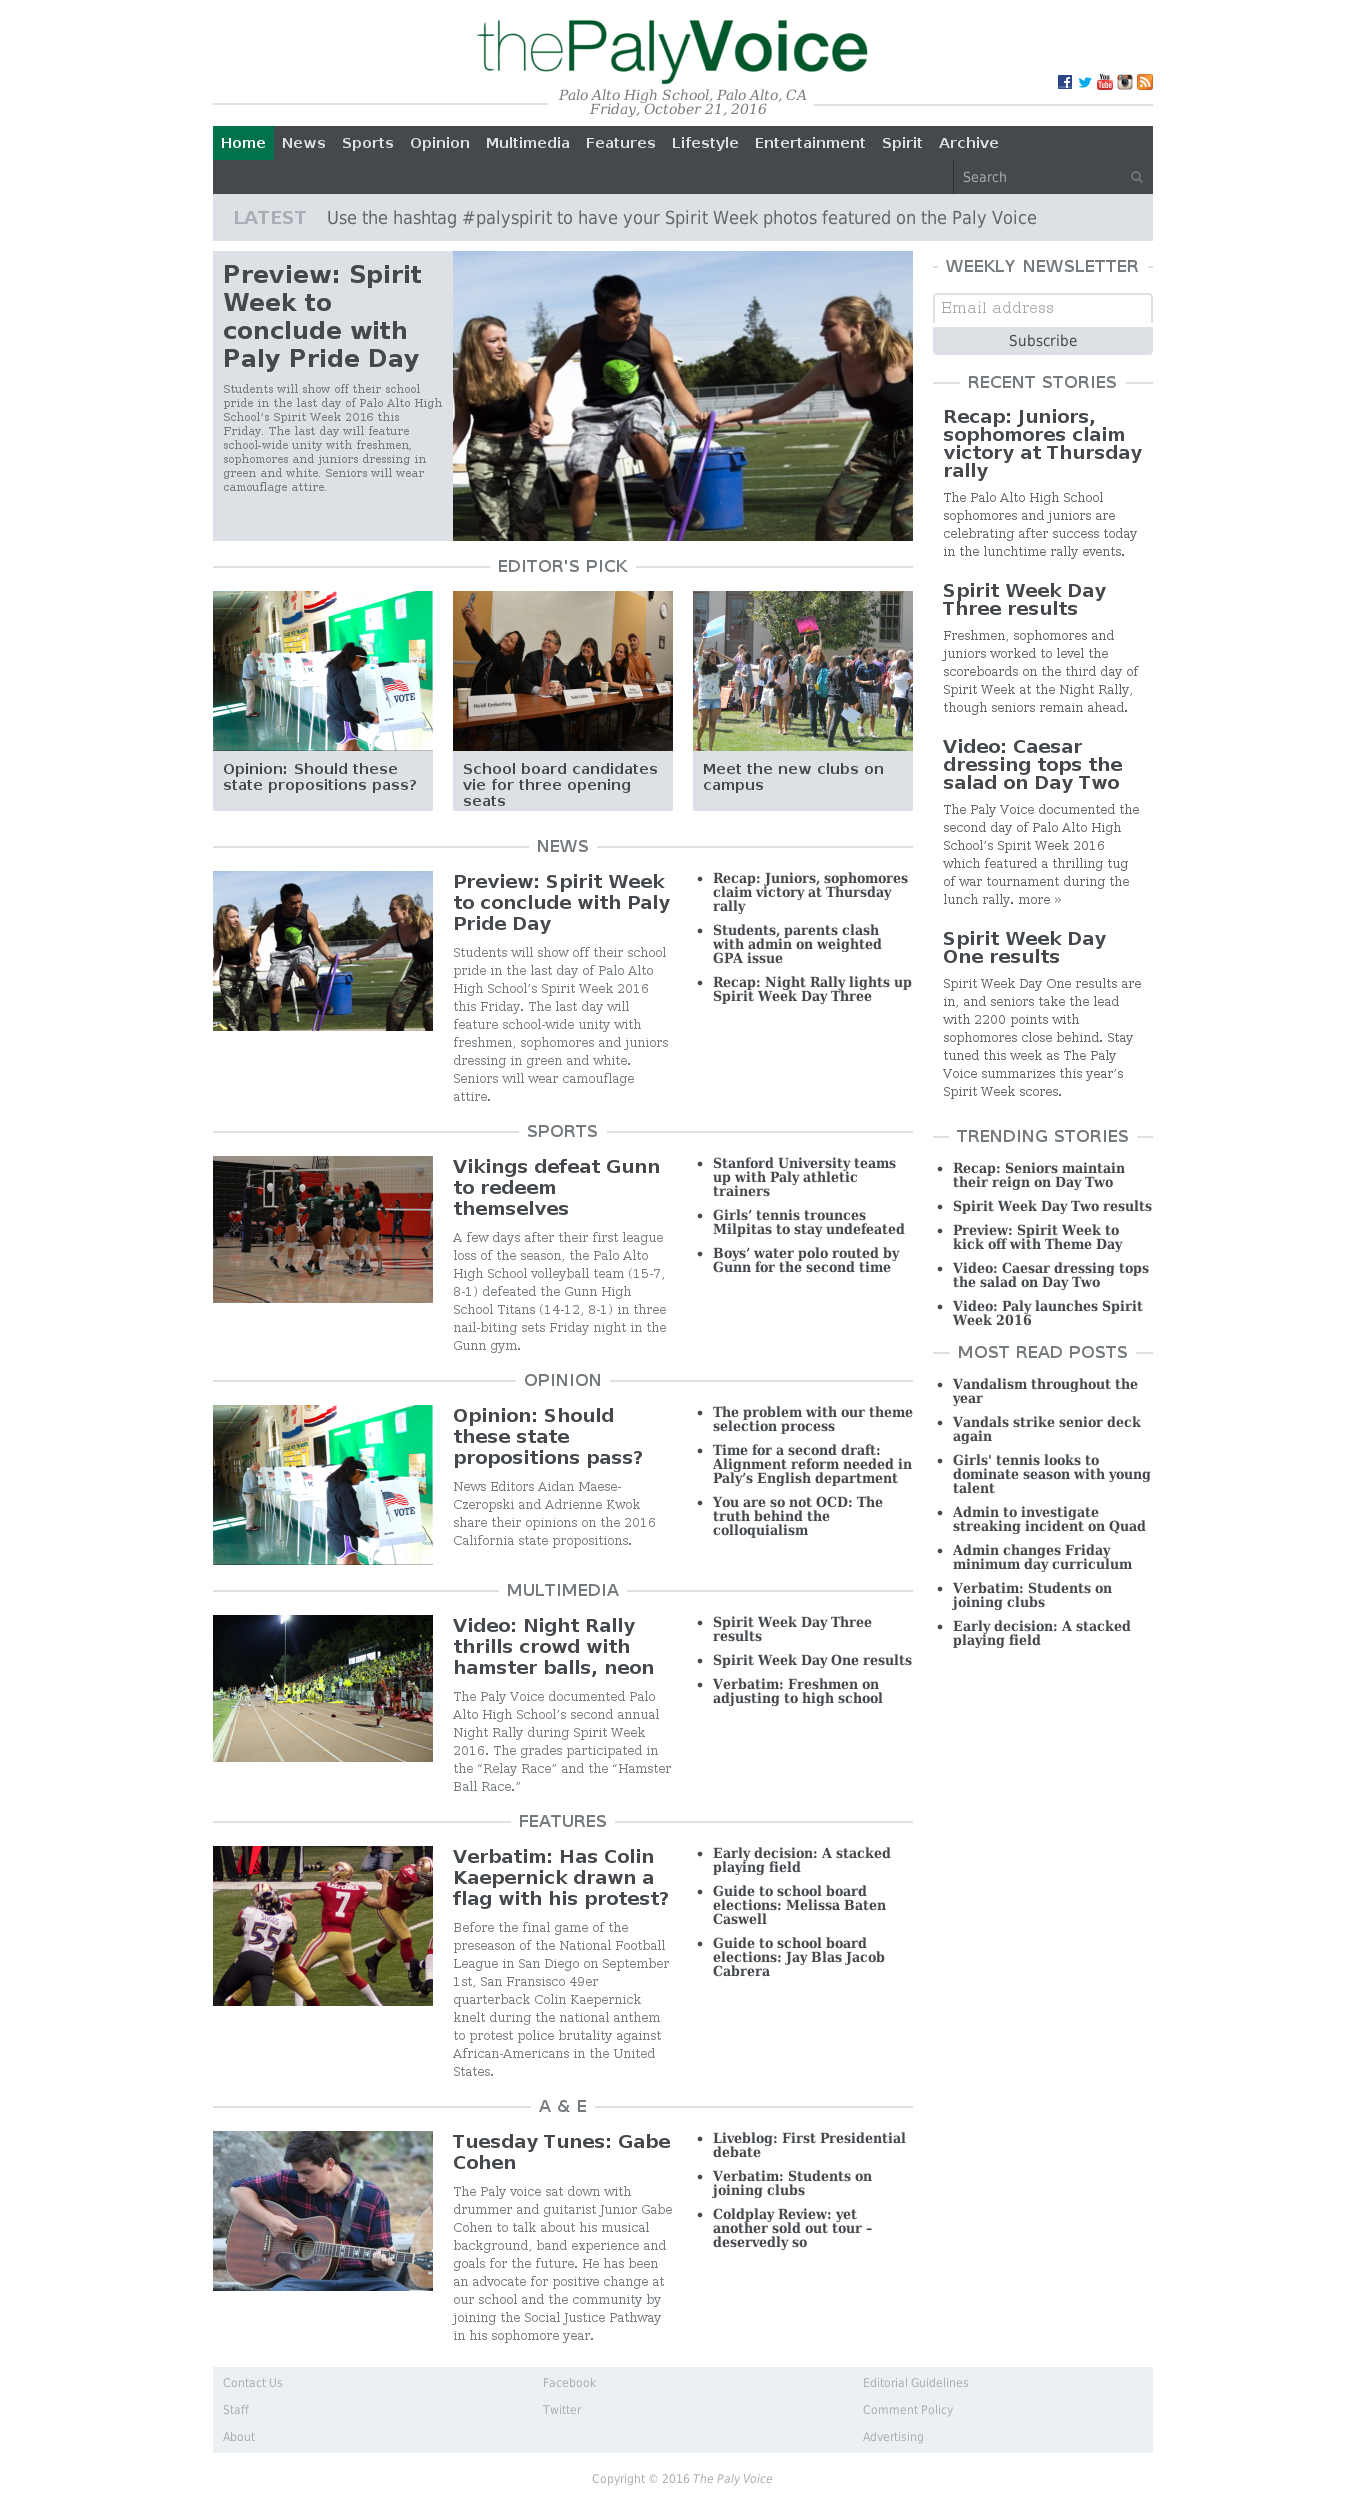 thePalyVoice
Palo Alto High School, Palo Alto, CA
Friday, October 21, 2016
Home News Sports Opinion Multimedia Features Lifestyle Entertainment Spirit Archive
Search
LATEST Use the hashtag #palyspirit to have your Spirit Week photos featured on the Paly Voice
Preview: Spirit
Week to
conclude with
Paly Pride Day
Students will show off their school
pride in the last day of Palo Alto High
School’s Spirit Week 2016 this
Friday. The last day will feature
school-wide unity with freshmen,
sophomores and juniors dressing in
green and white. Seniors will wear
camouflage attire.
EDITOR'S PICK
VOTE
Opinion: Should these
state propositions pass?
Heidi Emberling
School board candidates
vie for three opening
seats
Meet the new clubs on
campus
NEWS
Preview: Spirit Week
to conclude with Paly
Pride Day
Students will show off their school
pride in the last day of Palo Alto
High School’s Spirit Week 2016
this Friday. The last day will
feature school-wide unity with
freshmen, sophomores and juniors
dressing in green and white.
Seniors will wear camouflage
attire.
• Recap: Juniors, sophomores
claim victory at Thursday
rally
• Students, parents clash
with admin on weighted
GPA issue
• Recap: Night Rally lights up
Spirit Week Day Three
SPORTS
Vikings defeat Gunn
to redeem
themselves
A few days after their first league
loss of the season, the Palo Alto
High School volleyball team (15-7,
8-1) defeated the Gunn High
School Titans (14-12, 8-1) in three
nail-biting sets Friday night in the
Gunn gym.
• Stanford University teams
up with Paly athletic
trainers
• Girls’ tennis trounces
Milpitas to stay undefeated
• Boys’ water polo routed by
Gunn for the second time
OPINION
VOTE
Opinion: Should
these state
propositions pass?
News Editors Aidan Maese-
Czeropski and Adrienne Kwok
share their opinions on the 2016
California state propositions.
• The problem with our theme
selection process
• Time for a second draft:
Alignment reform needed in
Paly’s English department
• You are so not OCD: The
truth behind the
colloquialism
MULTIMEDIA
Video: Night Rally
thrills crowd with
hamster balls, neon
The Paly Voice documented Palo
Alto High School’s second annual
Night Rally during Spirit Week
2016. The grades participated in
the “Relay Race” and the “Hamster
Ball Race.”
• Spirit Week Day Three
results
• Spirit Week Day One results
• Verbatim: Freshmen on
adjusting to high school
FEATURES
7
55
Verbatim: Has Colin
Kaepernick drawn a
flag with his protest?
Before the final game of the
preseason of the National Football
League in San Diego on September
1st, San Fransisco 49er
quarterback Colin Kaepernick
knelt during the national anthem
to protest police brutality against
African-Americans in the United
States.
• Early decision: A stacked
playing field
• Guide to school board
elections: Melissa Baten
Caswell
• Guide to school board
elections: Jay Blas Jacob
Cabrera
A & E
Tuesday Tunes: Gabe
Cohen
The Paly voice sat down with
drummer and guitarist Junior Gabe
Cohen to talk about his musical
background, band experience and
goals for the future. He has been
an advocate for positive change at
our school and the community by
joining the Social Justice Pathway
in his sophomore year.
• Liveblog: First Presidential
debate
• Verbatim: Students on
joining clubs
• Coldplay Review: yet
another sold out tour –
deservedly so
WEEKLY NEWSLETTER
Email address
Subscribe
RECENT STORIES
Recap: Juniors,
sophomores claim
victory at Thursday
rally
The Palo Alto High School
sophomores and juniors are
celebrating after success today
in the lunchtime rally events.
Spirit Week Day
Three results
Freshmen, sophomores and
juniors worked to level the
scoreboards on the third day of
Spirit Week at the Night Rally,
though seniors remain ahead.
Video: Caesar
dressing tops the
salad on Day Two
The Paly Voice documented the
second day of Palo Alto High
School’s Spirit Week 2016
which featured a thrilling tug
of war tournament during the
lunch rally. more »
Spirit Week Day
One results
Spirit Week Day One results are
in, and seniors take the lead
with 2200 points with
sophomores close behind. Stay
tuned this week as The Paly
Voice summarizes this year’s
Spirit Week scores.
TRENDING STORIES
• Recap: Seniors maintain
their reign on Day Two
• Spirit Week Day Two results
• Preview: Spirit Week to
kick off with Theme Day
• Video: Caesar dressing tops
the salad on Day Two
• Video: Paly launches Spirit
Week 2016
MOST READ POSTS
• Vandalism throughout the
year
• Vandals strike senior deck
again
• Girls' tennis looks to
dominate season with young
talent
• Admin to investigate
streaking incident on Quad
• Admin changes Friday
minimum day curriculum
• Verbatim: Students on
joining clubs
• Early decision: A stacked
playing field
Contact Us
Staff
About
Facebook
Twitter
Editorial Guidelines
Comment Policy
Advertising
Copyright © 2016 The Paly Voice